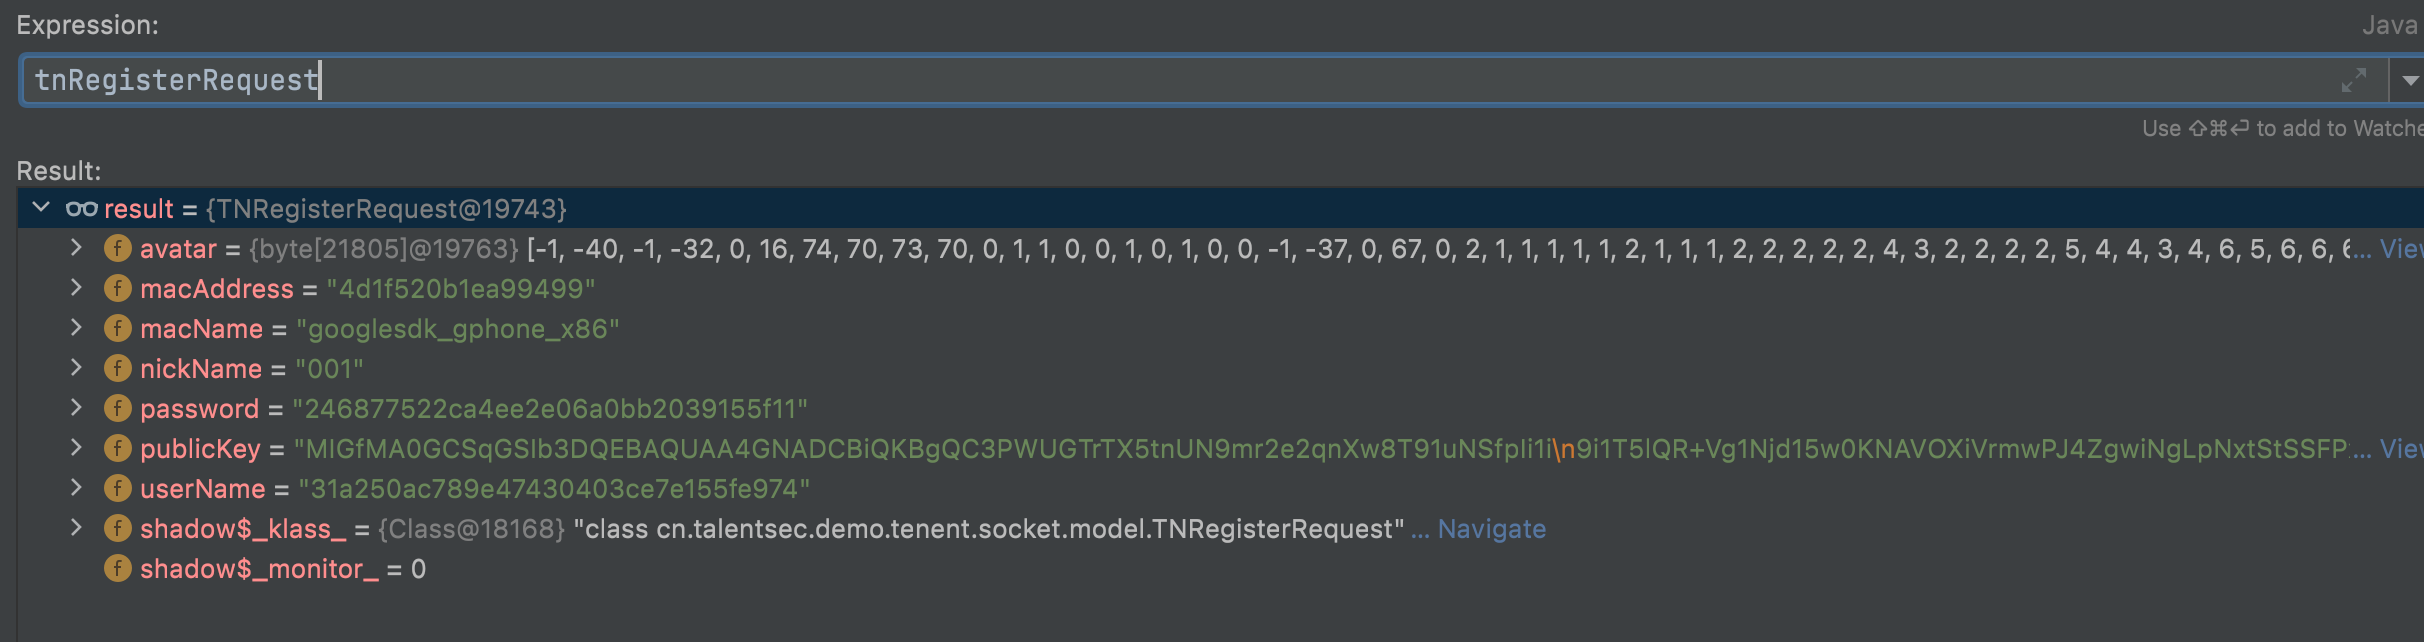 Expression:
Java
tnRegisterRequest
Use ⇧⌘⏎ to add to Watche
Result:
result = {TNRegisterRequest@19743}
avatar = {byte[21805]@19763} [-1, -40, -1, -32, 0, 16, 74, 70, 73, 70, 0, 1, 1, 0, 0, 1, 0, 1, 0, 0, -1, -37, 0, 67, 0, 2, 1, 1, 1, 1, 1, 2, 1, 1, 1, 2, 2, 2, 2, 2, 4, 3, 2, 2, 2, 2, 5, 4, 4, 3, 4, 6, 5, 6, 6, 6... View
macAddress = "4d1f520b1ea99499"
macName = "googlesdk_gphone_x86"
nickName = "001"
password = "246877522ca4ee2e06a0bb2039155f11"
publicKey = "MIGfMA0GCSqGSIb3DQEBAQUAA4GNADCBiQKBgQC3PWUGTrTX5tnUN9mr2e2qnXw8T91uNSfpIi1i\n9i1T5lQR+Vg1Njd15w0KNAVOXiVrmwPJ4ZgwiNgLpNxtStSSFP... View
userName = "31a250ac789e47430403ce7e155fe974"
shadow$_klass_ = {Class@18168} "class cn.talentsec.demo.tenent.socket.model.TNRegisterRequest" ... Navigate
shadow$_monitor_ = 0